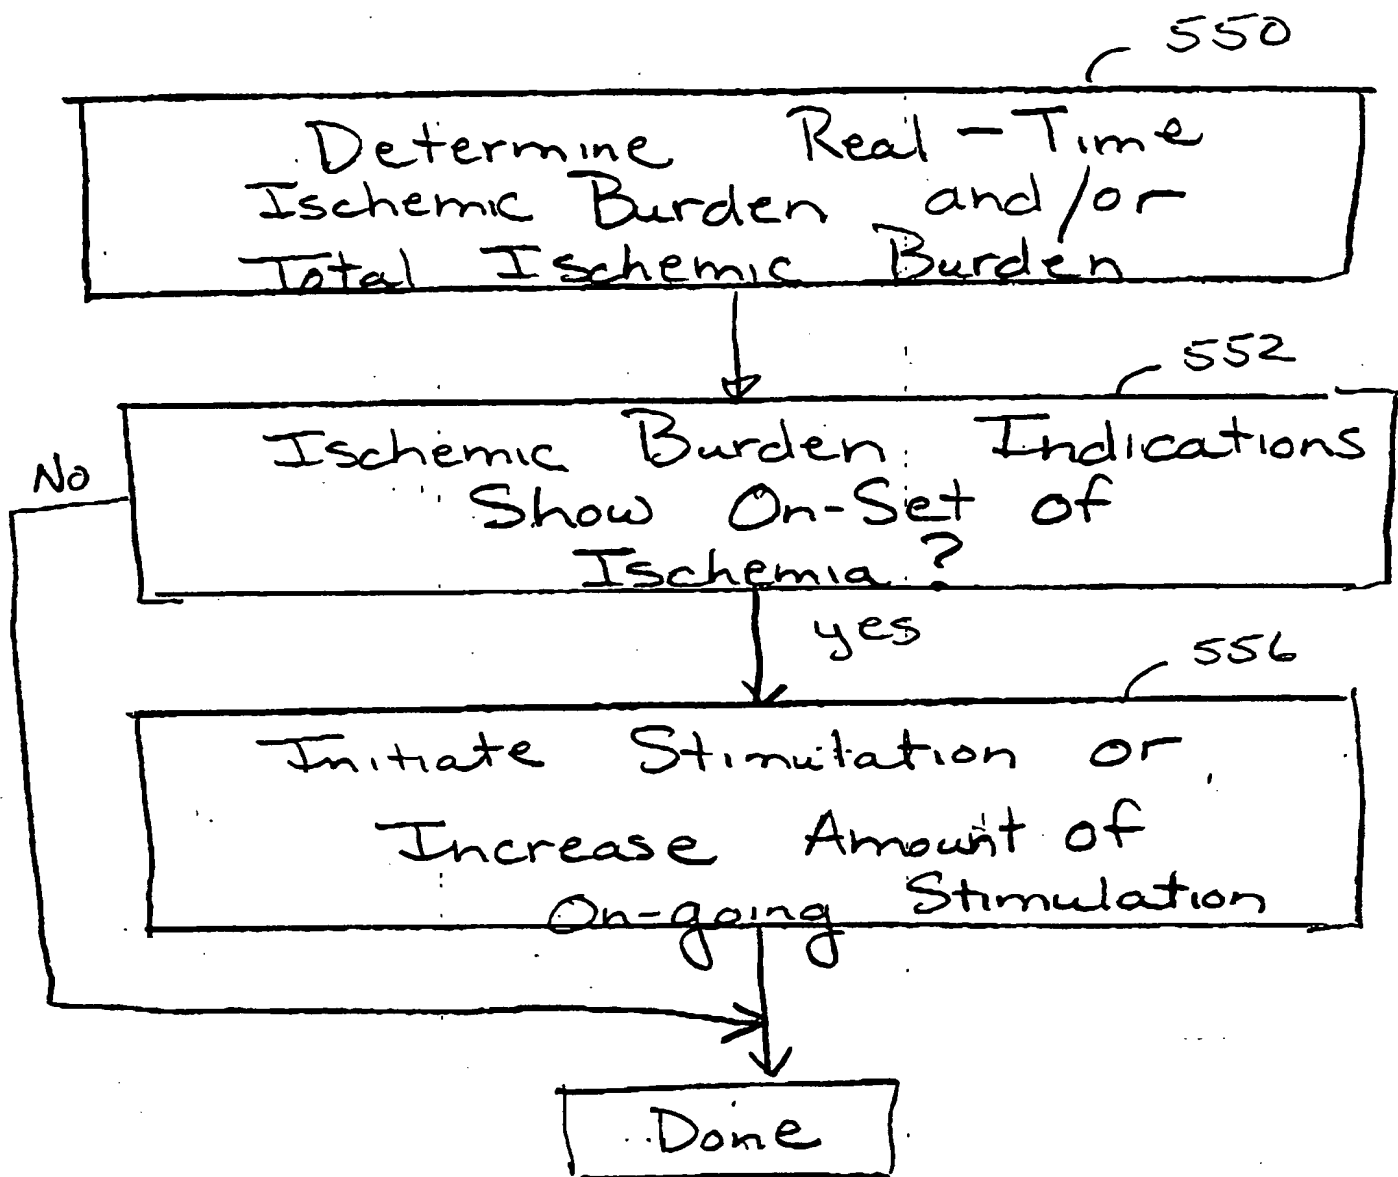 550
Determine Real-Time
Ischemic Burden and/or
Total Ischemic Burden
552
Ischemic Burden Indications
Show On-Set of
Ischemia?
No
yes
556
Initiate Stimulation or
Increase Amount of
On-going Stimulation
Done